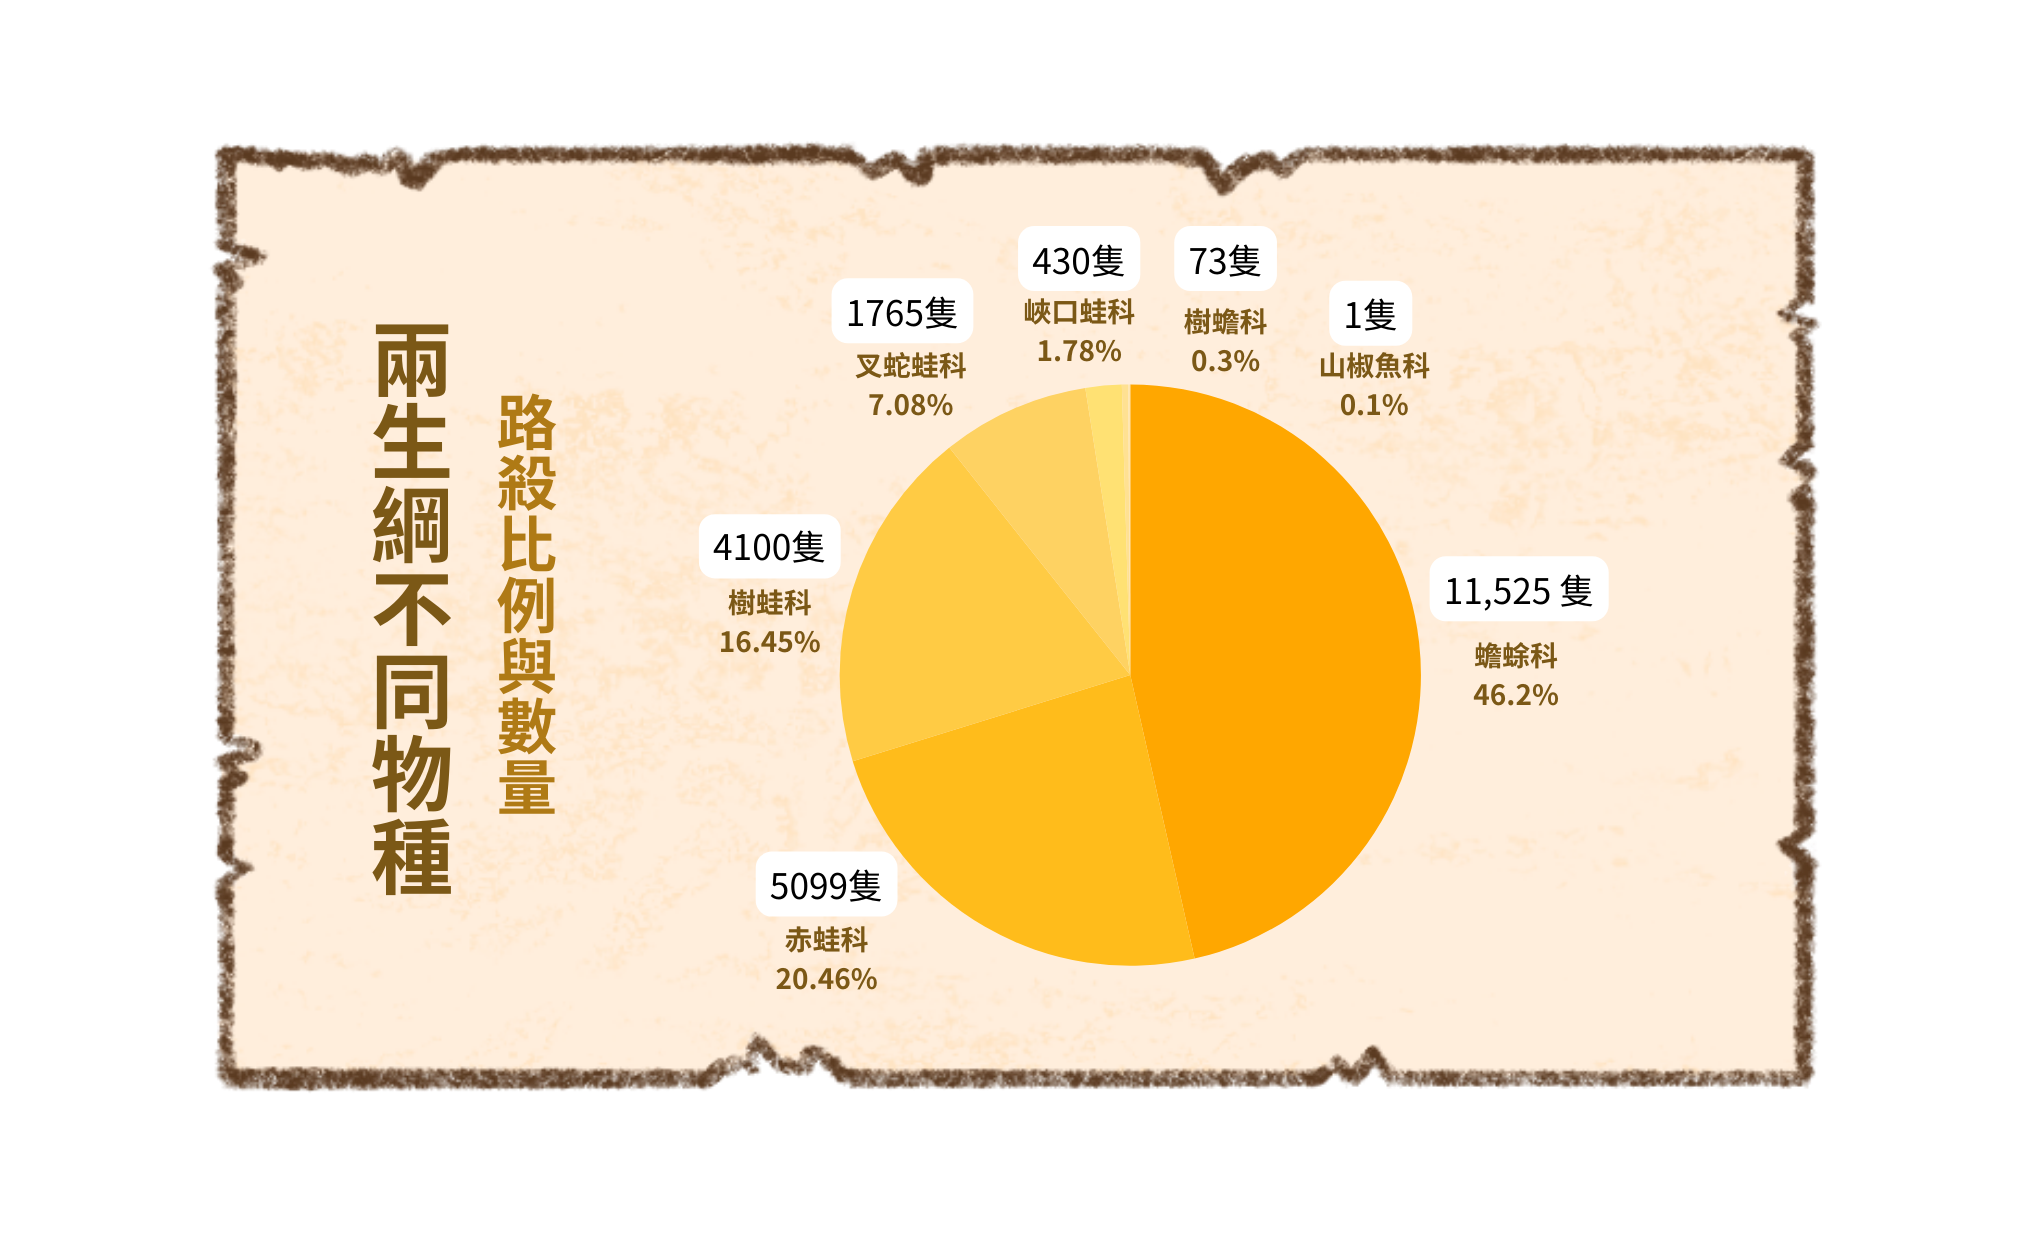 兩生綱不同物種
路殺比例與數量
1765隻
叉蛇蛙科
7.08%
430隻
峽口蛙科
1.78%
73隻
樹蟾科
0.3%
1隻
山椒魚科
0.1%
4100隻
樹蛙科
16.45%
11,525 隻
蟾蜍科
46.2%
5099隻
赤蛙科
20.46%